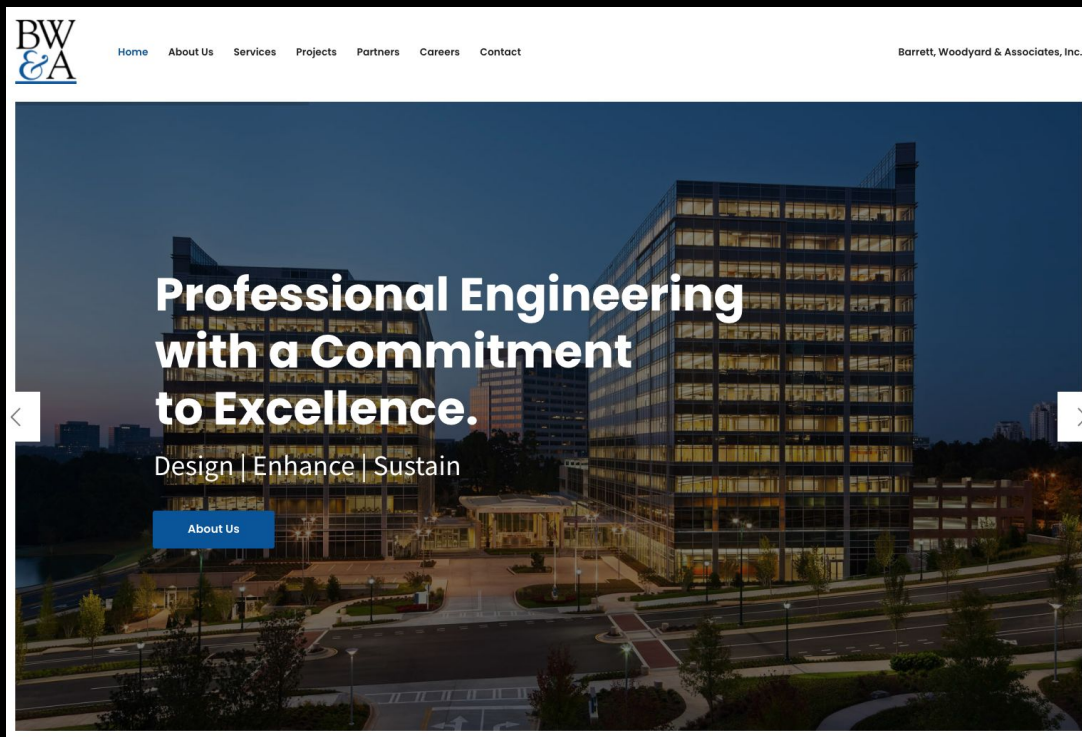 BW
&A
Home About Us Services Projects Partners Careers Contact
Barrett, Woodyard & Associates, Inc.
Professional Engineering
with a Commitment
to Excellence.
Design | Enhance | Sustain
About Us